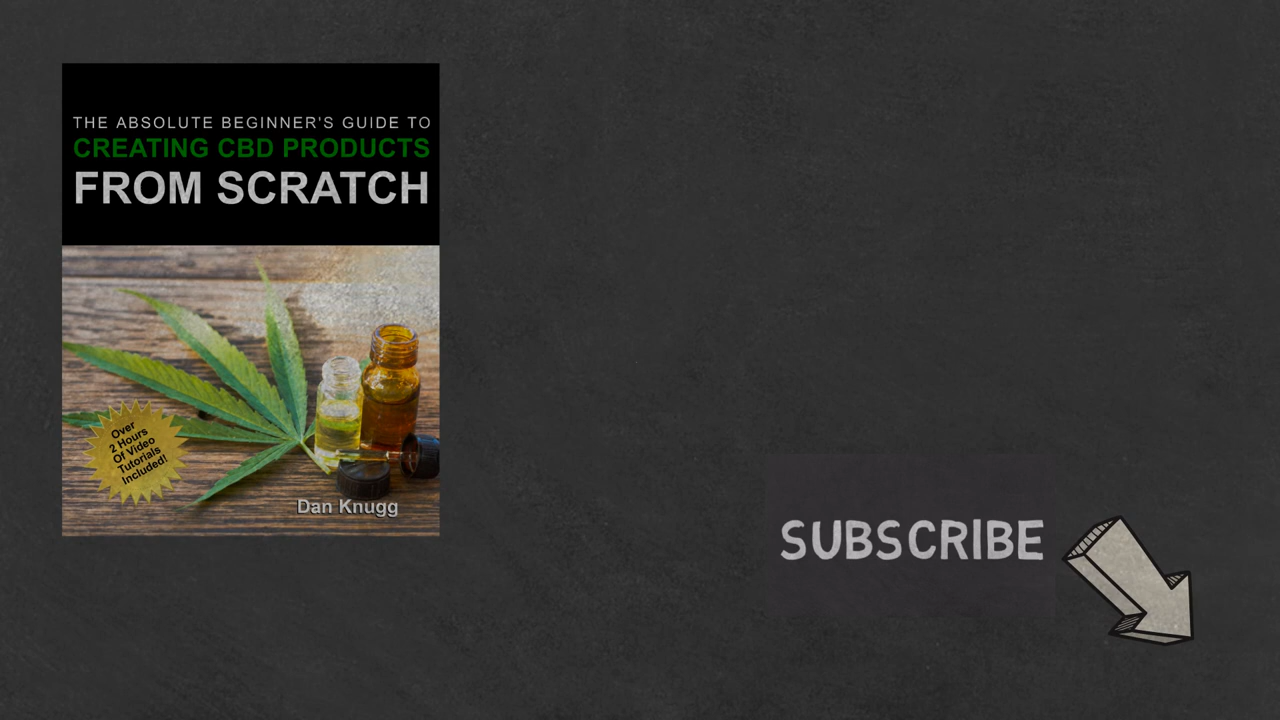 THE ABSOLUTE BEGINNER'S GUIDE TO
CREATING CBD PRODUCTS
FROM SCRATCH
Over
2 Hours
Of Video
Tutorials
Included!
Dan Knugg
SUBSCRIBE